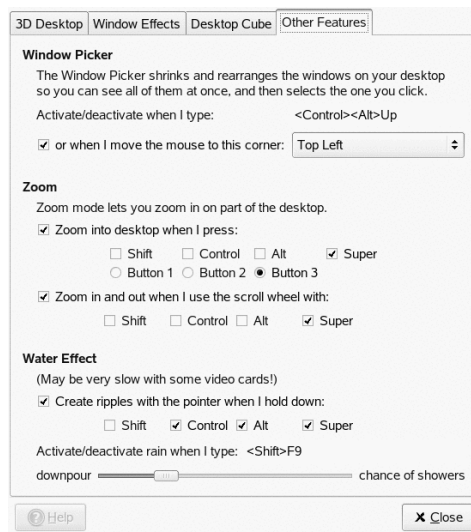 3D Desktop Window Effects Desktop Cube Other Features
Window Picker
The Window Picker shrinks and rearranges the windows on your desktop
so you can see all of them at once, and then selects the one you click.
Activate/deactivate when I type: <Control><Alt>Up
or when I move the mouse to this corner: Top Left
Zoom
Zoom mode lets you zoom in on part of the desktop.
Zoom into desktop when I press:
Shift Control Alt Super
Button 1 Button 2 Button 3
Zoom in and out when I use the scroll wheel with:
Shift Control Alt Super
Water Effect
(May be very slow with some video cards!)
Create ripples with the pointer when I hold down:
Shift Control Alt Super
Activate/deactivate rain when I type: <Shift>F9
downpour chance of showers
Help Close